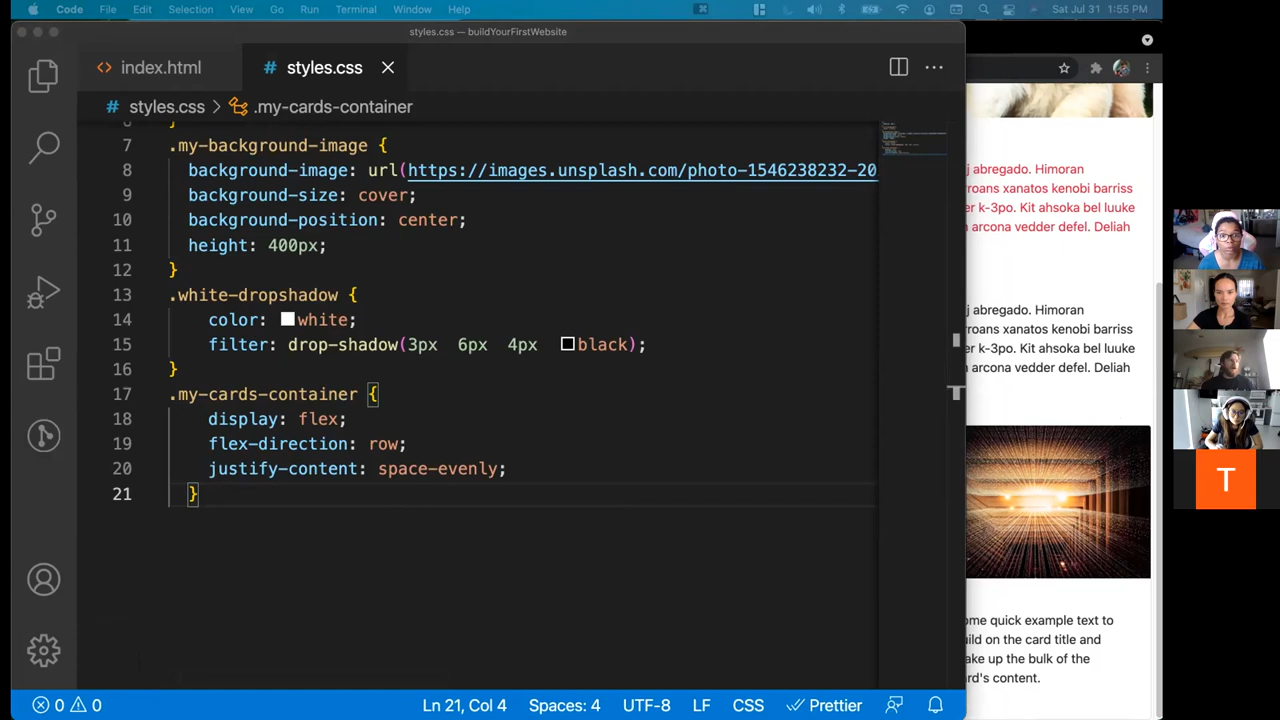 Code File Edit Selection View Go Run Terminal Window Help Sat Jul 31 1:55 PM
styles.css — buildYourFirstWebsite
<> index.html # styles.css ×
# styles.css > .my-cards-container
6 }
7 .my-background-image {
8 background-image: url(https://images.unsplash.com/photo-1546238232-20
9 background-size: cover;
10 background-position: center;
11 height: 400px;
12 }
13 .white-dropshadow {
14 color: white;
15 filter: drop-shadow(3px 6px 4px black);
16 }
17 .my-cards-container {
18 display: flex;
19 flex-direction: row;
20 justify-content: space-evenly;
21 }
0 0 Ln 21, Col 4 Spaces: 4 UTF-8 LF CSS Prettier
j abregado. Himoran
rroans xanatos kenobi barriss
er k-3po. Kit ahsoka bel luuke
n arcona vedder defel. Deliah
j abregado. Himoran
rroans xanatos kenobi barriss
er k-3po. Kit ahsoka bel luuke
n arcona vedder defel. Deliah
ome quick example text to
uild on the card title and
ake up the bulk of the
ard's content.
T